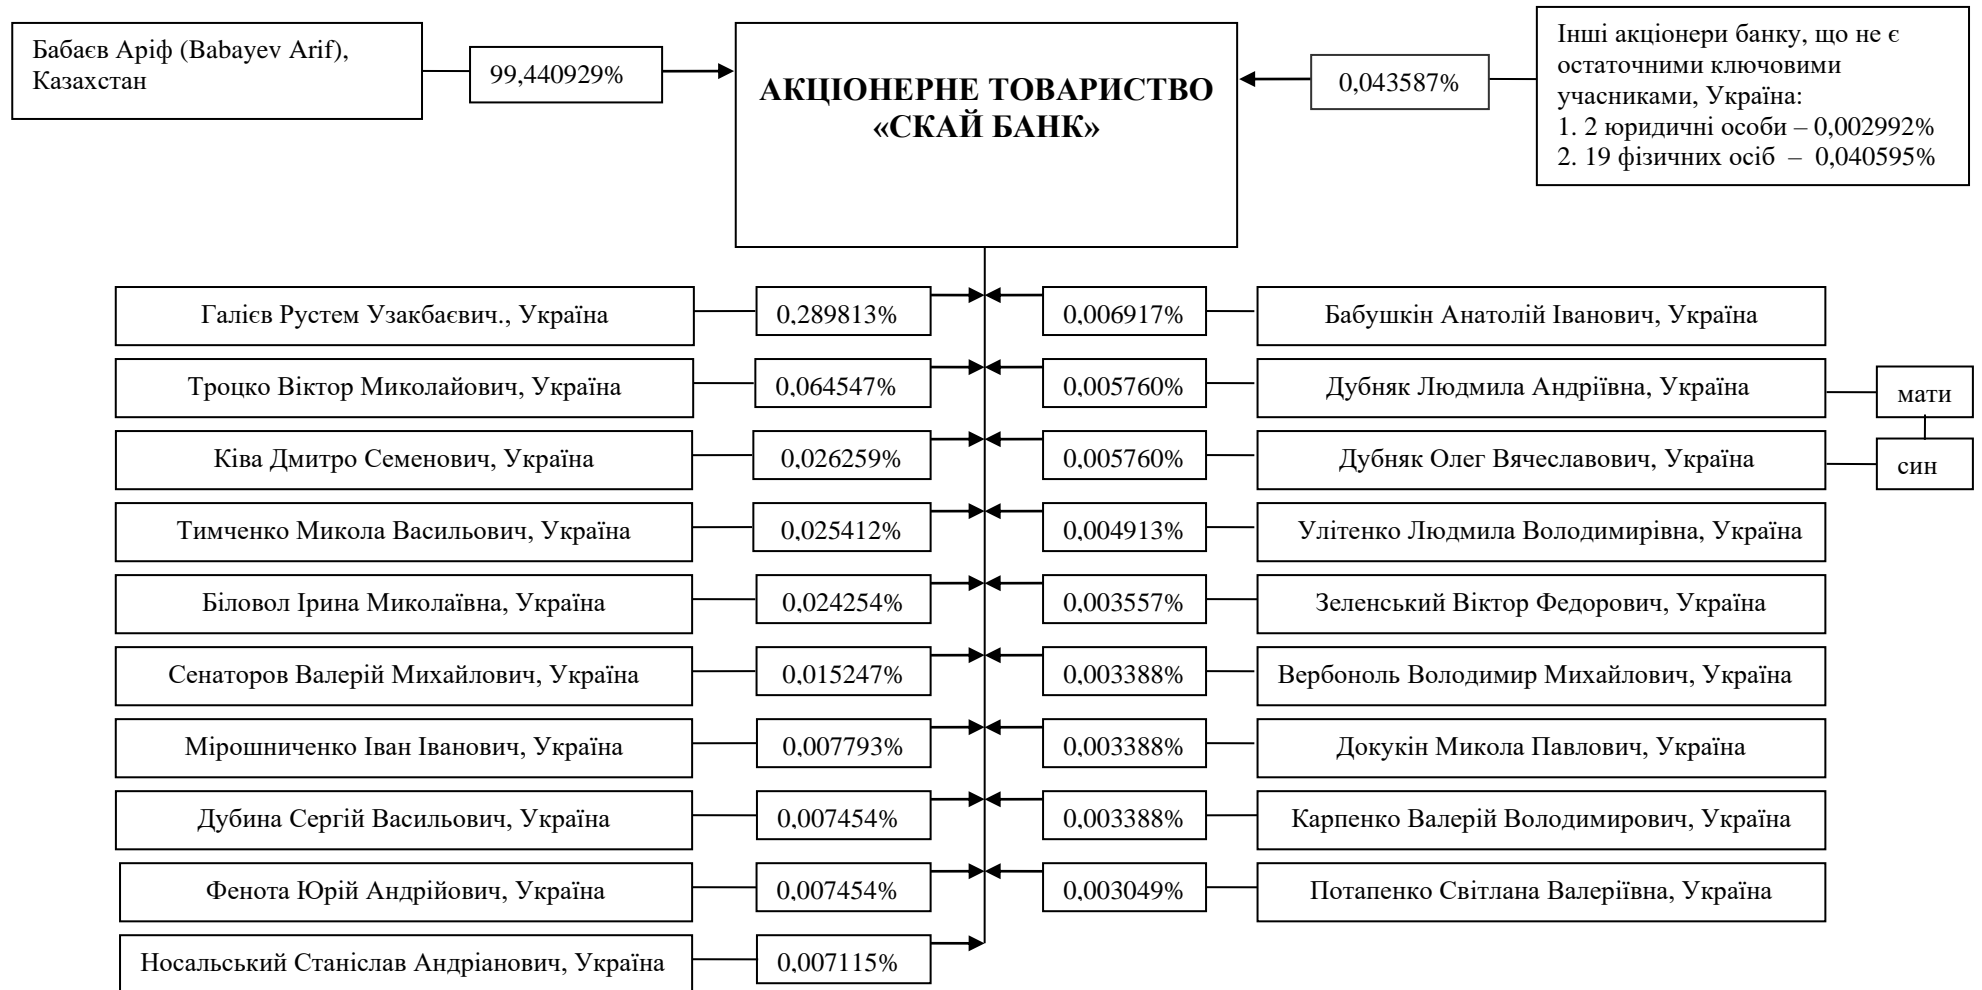 Бабаєв Аріф (Babayev Arif),
Казахстан
99,440929%
АКЦІОНЕРНЕ ТОВАРИСТВО
«СКАЙ БАНК»
0,043587%
Інші акціонери банку, що не є
остаточними ключовими
учасниками, Україна:
1. 2 юридичні особи – 0,002992%
2. 19 фізичних осіб – 0,040595%
Галієв Рустем Узакбаєвич., Україна
0,289813%
0,006917%
Бабушкін Анатолій Іванович, Україна
Троцко Віктор Миколайович, Україна
0,064547%
0,005760%
Дубняк Людмила Андріївна, Україна
мати
Ківа Дмитро Семенович, Україна
0,026259%
0,005760%
Дубняк Олег Вячеславович, Україна
син
Тимченко Микола Васильович, Україна
0,025412%
0,004913%
Улітенко Людмила Володимирівна, Україна
Біловол Ірина Миколаївна, Україна
0,024254%
0,003557%
Зеленський Віктор Федорович, Україна
Сенаторов Валерій Михайлович, Україна
0,015247%
0,003388%
Вербоноль Володимир Михайлович, Україна
Мірошниченко Іван Іванович, Україна
0,007793%
0,003388%
Докукін Микола Павлович, Україна
Дубина Сергій Васильович, Україна
0,007454%
0,003388%
Карпенко Валерій Володимирович, Україна
Фенота Юрій Андрійович, Україна
0,007454%
0,003049%
Потапенко Світлана Валеріївна, Україна
Носальський Станіслав Андріанович, Україна
0,007115%